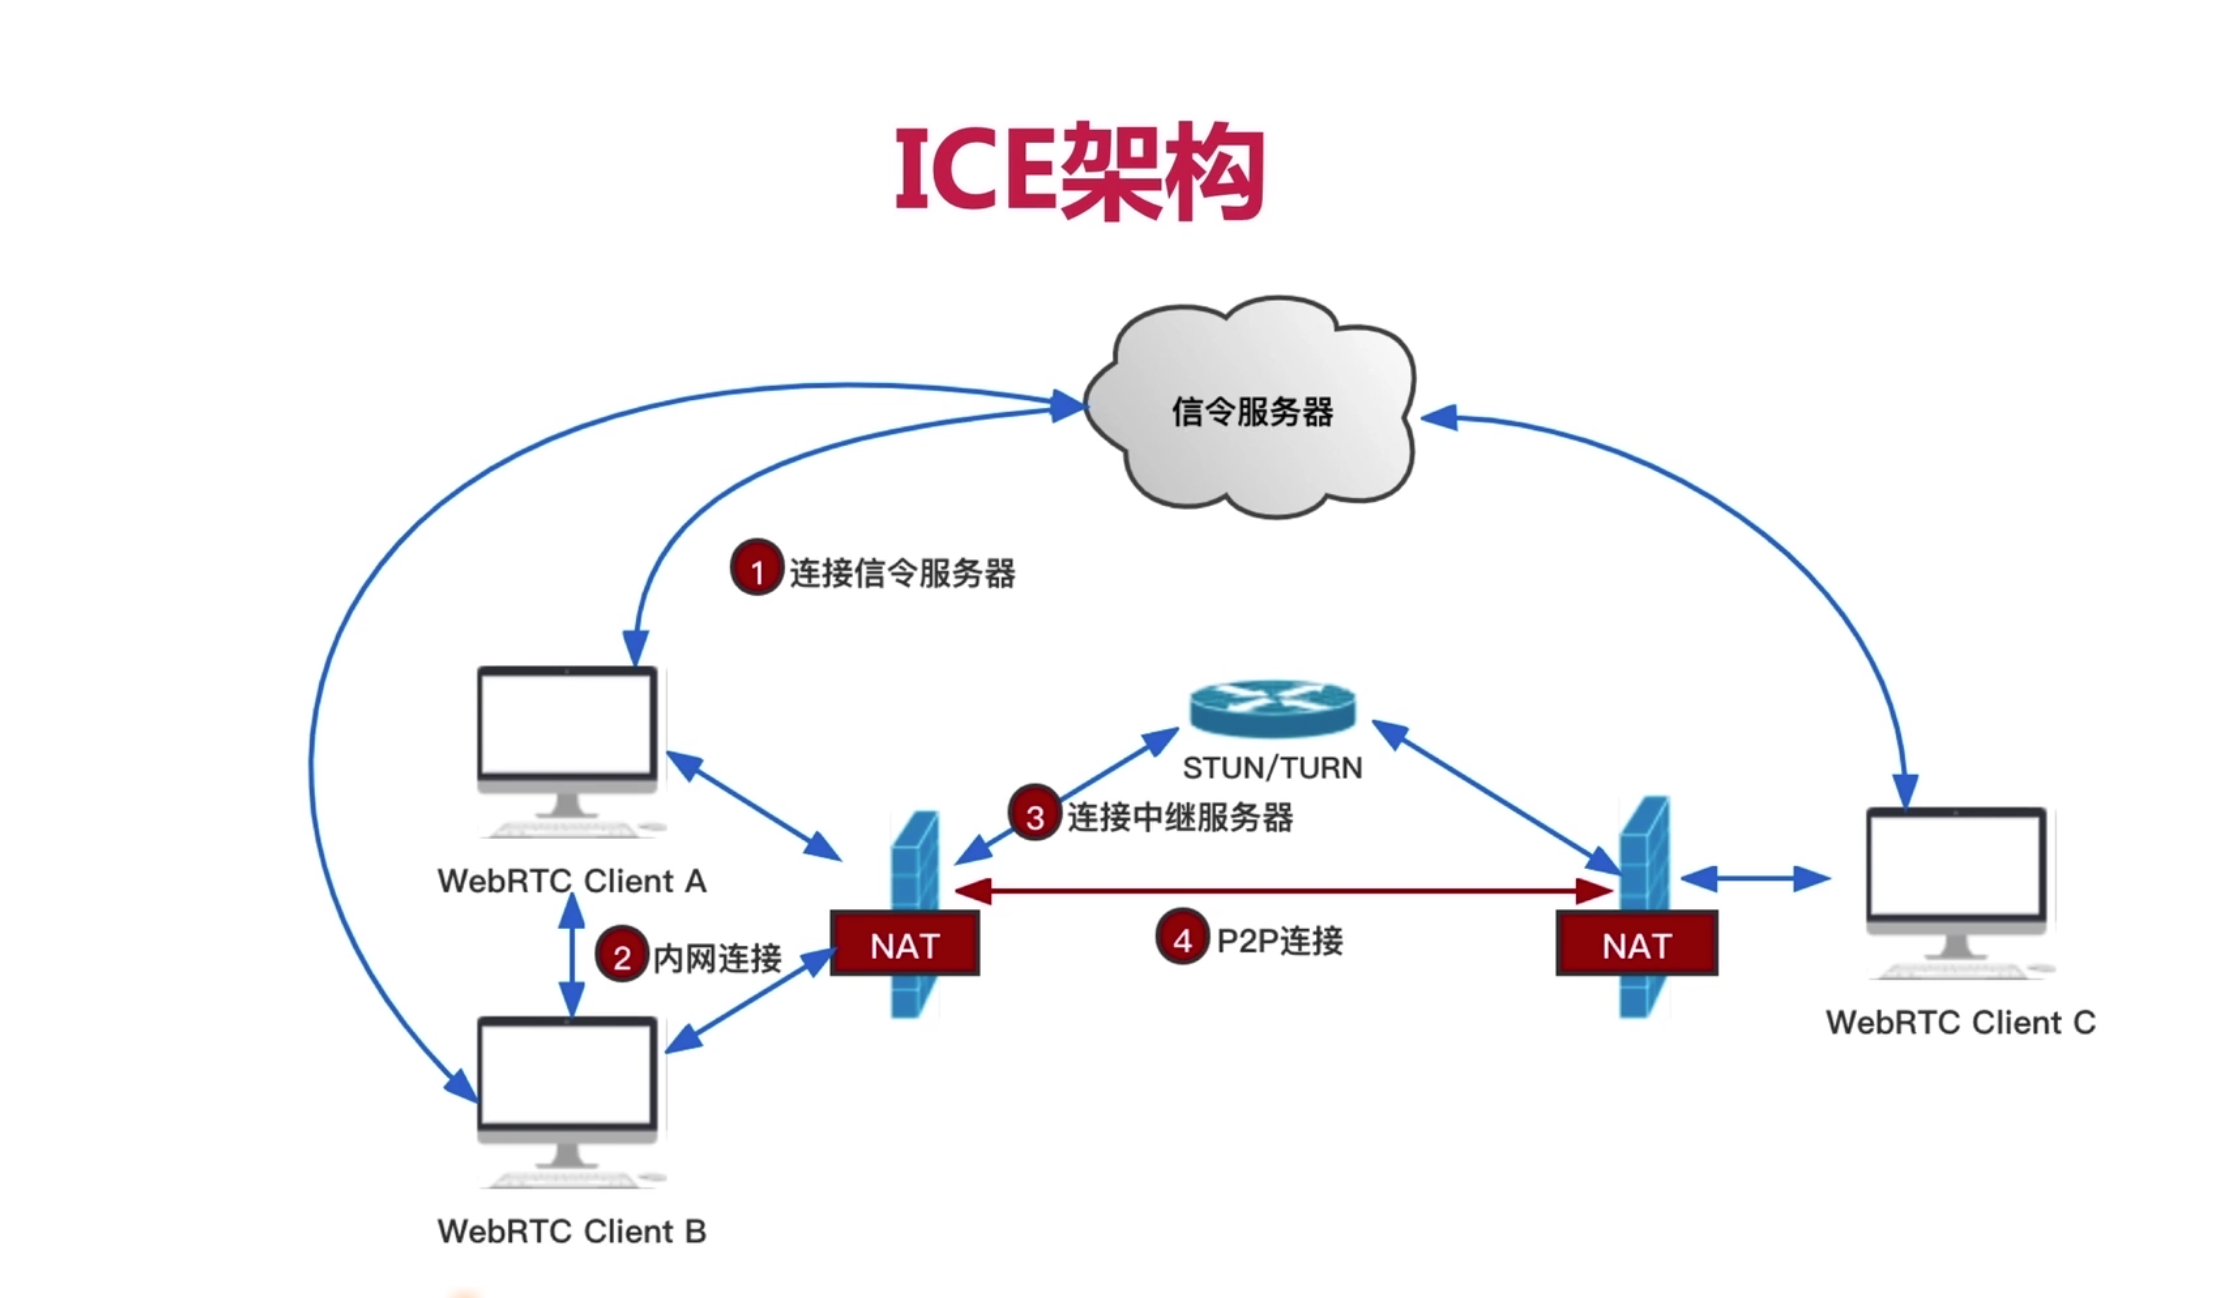 ICE架构
信令服务器
1 连接信令服务器
STUN/TURN
3 连接中继服务器
WebRTC Client A
2 内网连接
NAT
4 P2P连接
NAT
WebRTC Client C
WebRTC Client B